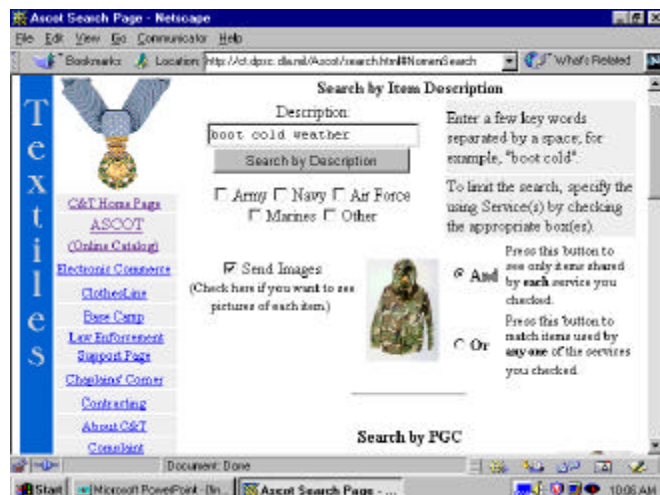 Ascot Search Page - Netscape
File Edit View Go Communicator Help
Bookmarks Location: http://ct.dpsc.dla.mil/Ascot/search.html#NomenSearch What's Related
Textiles
C&T Home Page
ASCOT
(Online Catalog)
Electronic Commerce
ClothesLine
Base Camp
Law Enforcement
Support Page
Chaplains' Corner
Contracting
About C&T
Complaint
Search by Item Description
Description:
boot cold weather
Search by Description
Army Navy Air Force
Marines Other
Enter a few key words
separated by a space; for
example, "boot cold".
To limit the search, specify the
using Service(s) by checking
the appropriate box(es).
Send Images
(Check here if you want to see
pictures of each item.)
And
Press this button to
see only items shared
by each service you
checked.
Or
Press this button to
match items used by
any one of the services
you checked.
Search by PGC
Document: Done
Start Microsoft PowerPoint - [In... Ascot Search Page - ... 10:06 AM